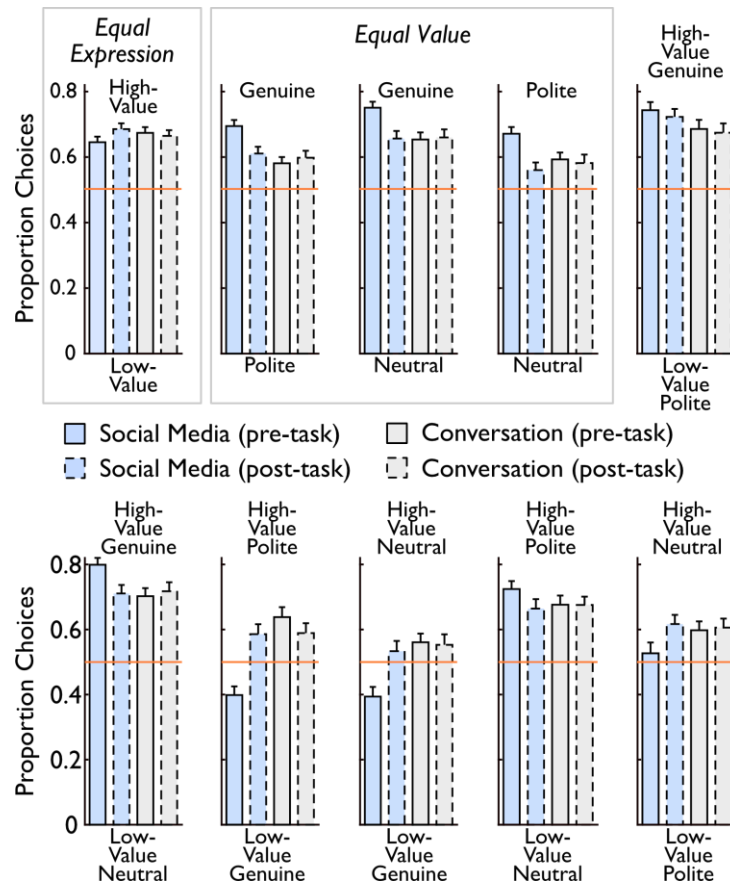 Equal
Expression
Equal Value
High-
Value
Genuine
High-
Value
Genuine
Genuine
Polite
Proportion Choices
0.8
0.6
0.4
0.2
0
Low-
Value
Polite
Neutral
Neutral
Low-
Value
Polite
Social Media (pre-task)
Conversation (pre-task)
Social Media (post-task)
Conversation (post-task)
High-
Value
Genuine
High-
Value
Polite
High-
Value
Neutral
High-
Value
Polite
High-
Value
Neutral
Proportion Choices
0.8
0.6
0.4
0.2
0
Low-
Value
Neutral
Low-
Value
Genuine
Low-
Value
Genuine
Low-
Value
Neutral
Low-
Value
Polite